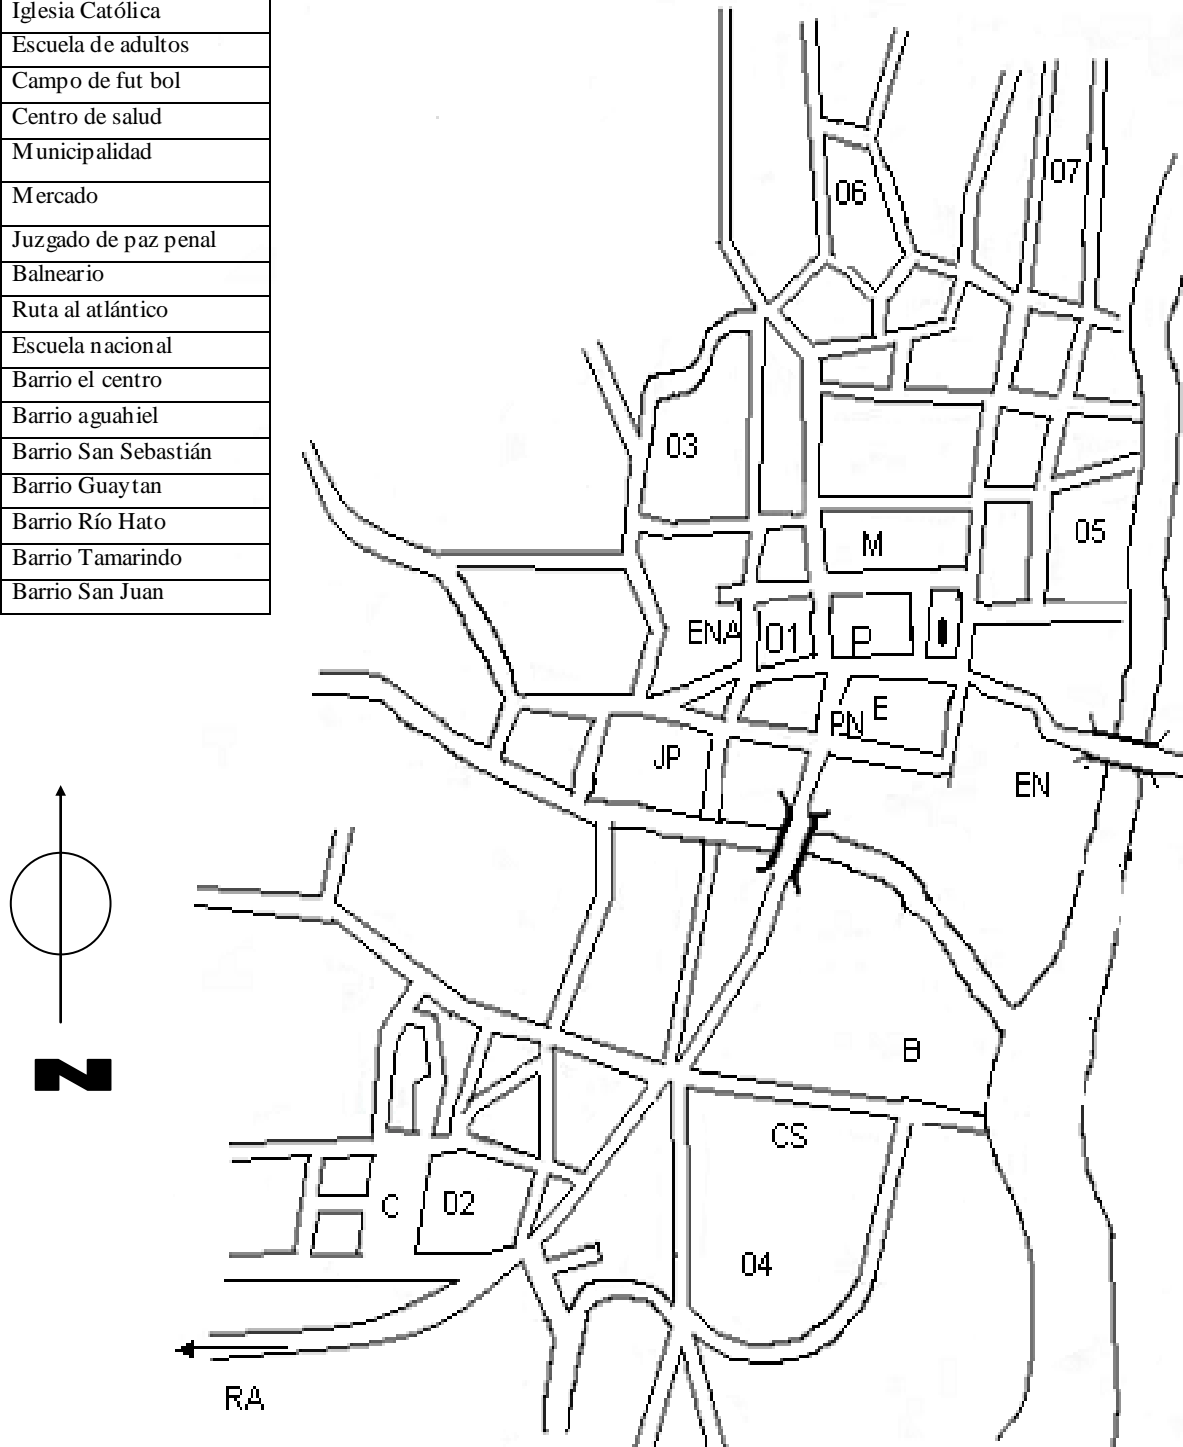 Iglesia Católica
Escuela de adultos
Campo de fut bol
Centro de salud
Municipalidad
Mercado
Juzgado de paz penal
Balneario
Ruta al atlántico
Escuela nacional
Barrio el centro
Barrio aguahiel
Barrio San Sebastián
Barrio Guaytan
Barrio Río Hato
Barrio Tamarindo
Barrio San Juan
07
06
03
05
M
ENA
01
P
E
PN
JP
EN
B
CS
C
02
04
RA
N